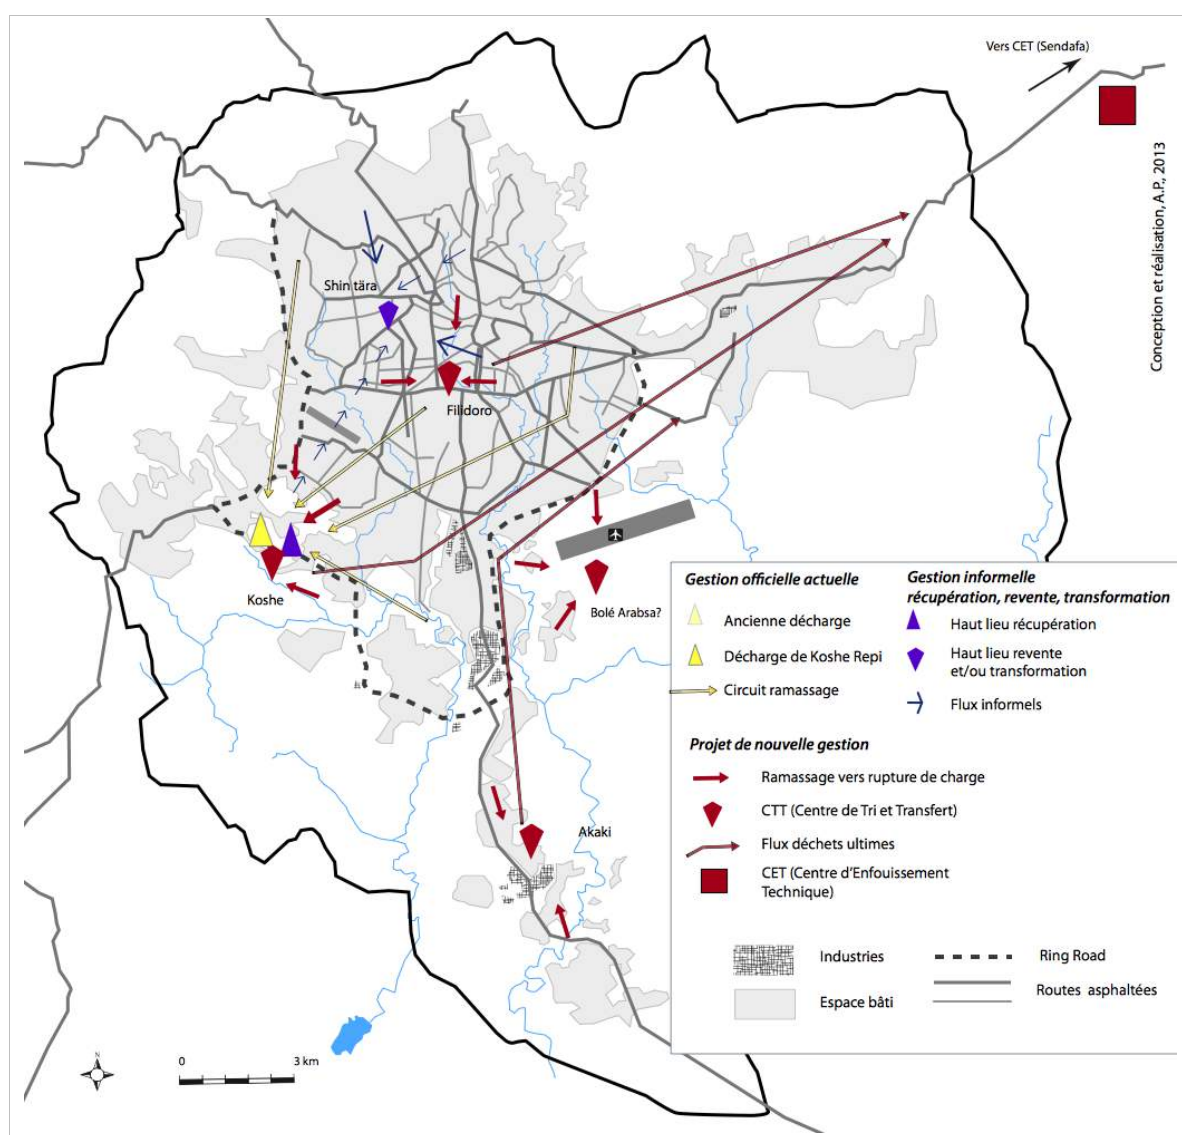 Vers CET (Sendafa)
Conception et réalisation, A.P., 2013
Shin tära
Filidoro
Koshe
Bolé Arabsa?
Akaki
Gestion officielle actuelle
Ancienne décharge
Décharge de Koshe Repi
Circuit ramassage
Gestion informelle
récupération, revente, transformation
Haut lieu récupération
Haut lieu revente
et/ou transformation
Flux informels
Projet de nouvelle gestion
Ramassage vers rupture de charge
CTT (Centre de Tri et Transfert)
Flux déchets ultimes
CET (Centre d'Enfouissement
Technique)
Industries
Espace bâti
Ring Road
Routes asphaltées
N
0
3 km